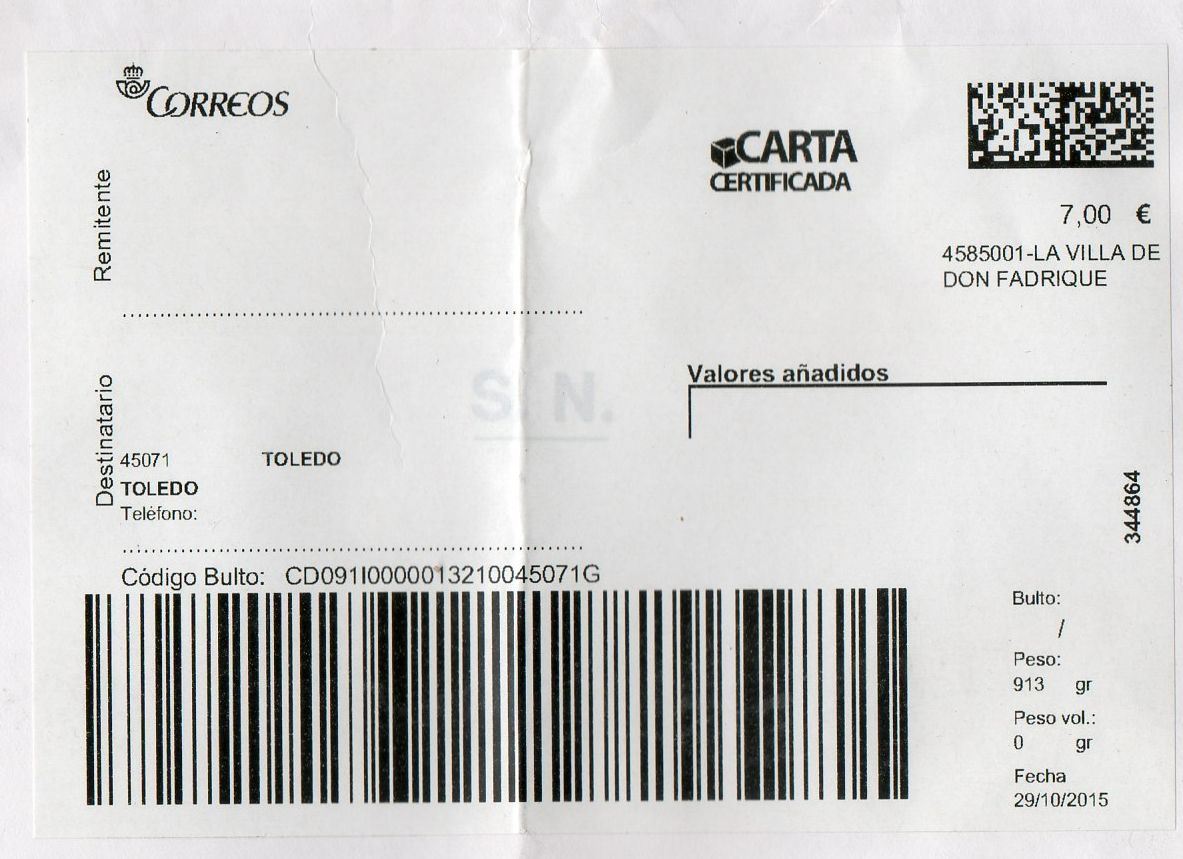 CORREOS
CARTA
CERTIFICADA
7,00 €
4585001-LA VILLA DE
DON FADRIQUE
Remitente
Valores añadidos
S. N.
Destinatario
45071 TOLEDO
TOLEDO
Teléfono:
344864
Código Bulto: CD091I0000013210045071G
Bulto:
/
Peso:
913 gr
Peso vol.:
0 gr
Fecha
29/10/2015